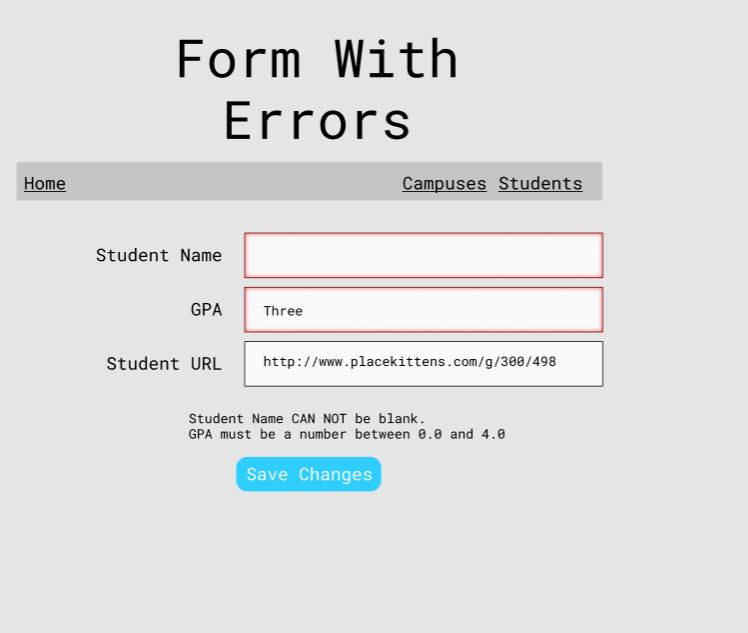 Form With
Errors
Home Campuses Students
Student Name
GPA Three
Student URL http://www.placekittens.com/g/300/498
Student Name CAN NOT be blank.
GPA must be a number between 0.0 and 4.0
Save Changes